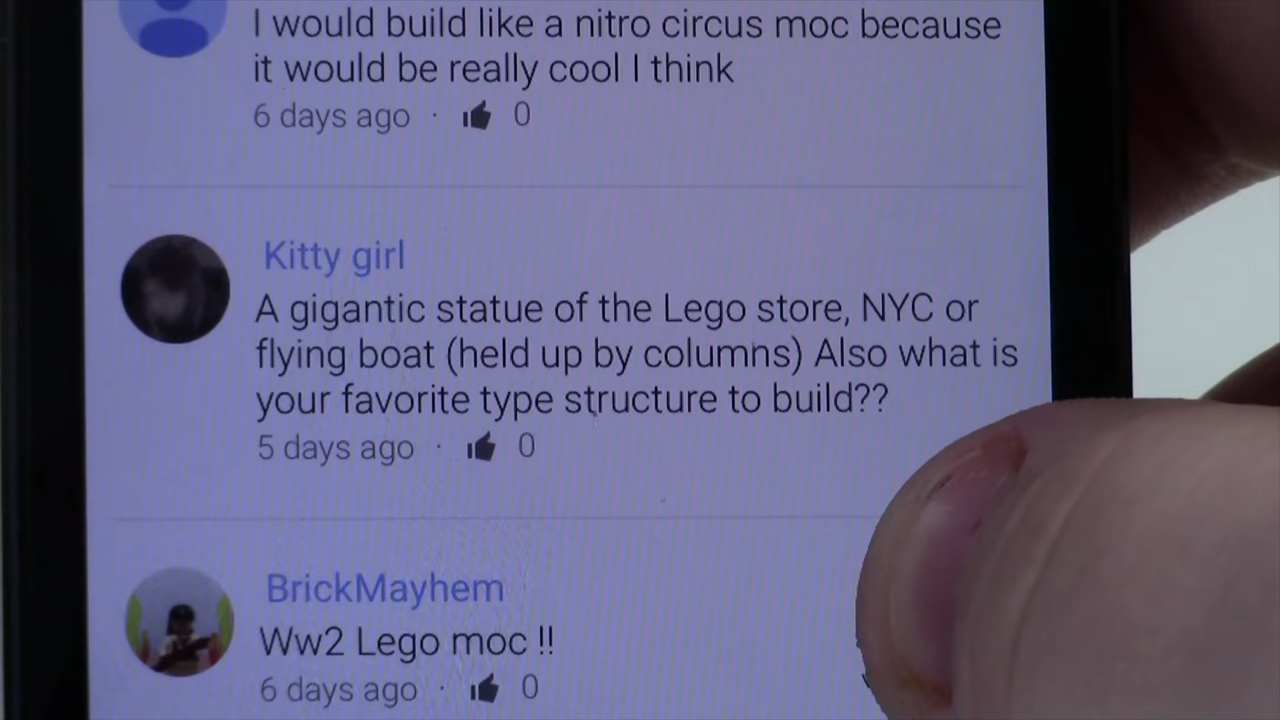 I would build like a nitro circus moc because
it would be really cool I think
6 days ago · 0
Kitty girl
A gigantic statue of the Lego store, NYC or
flying boat (held up by columns) Also what is
your favorite type structure to build??
5 days ago · 0
BrickMayhem
Ww2 Lego moc !!
6 days ago · 0